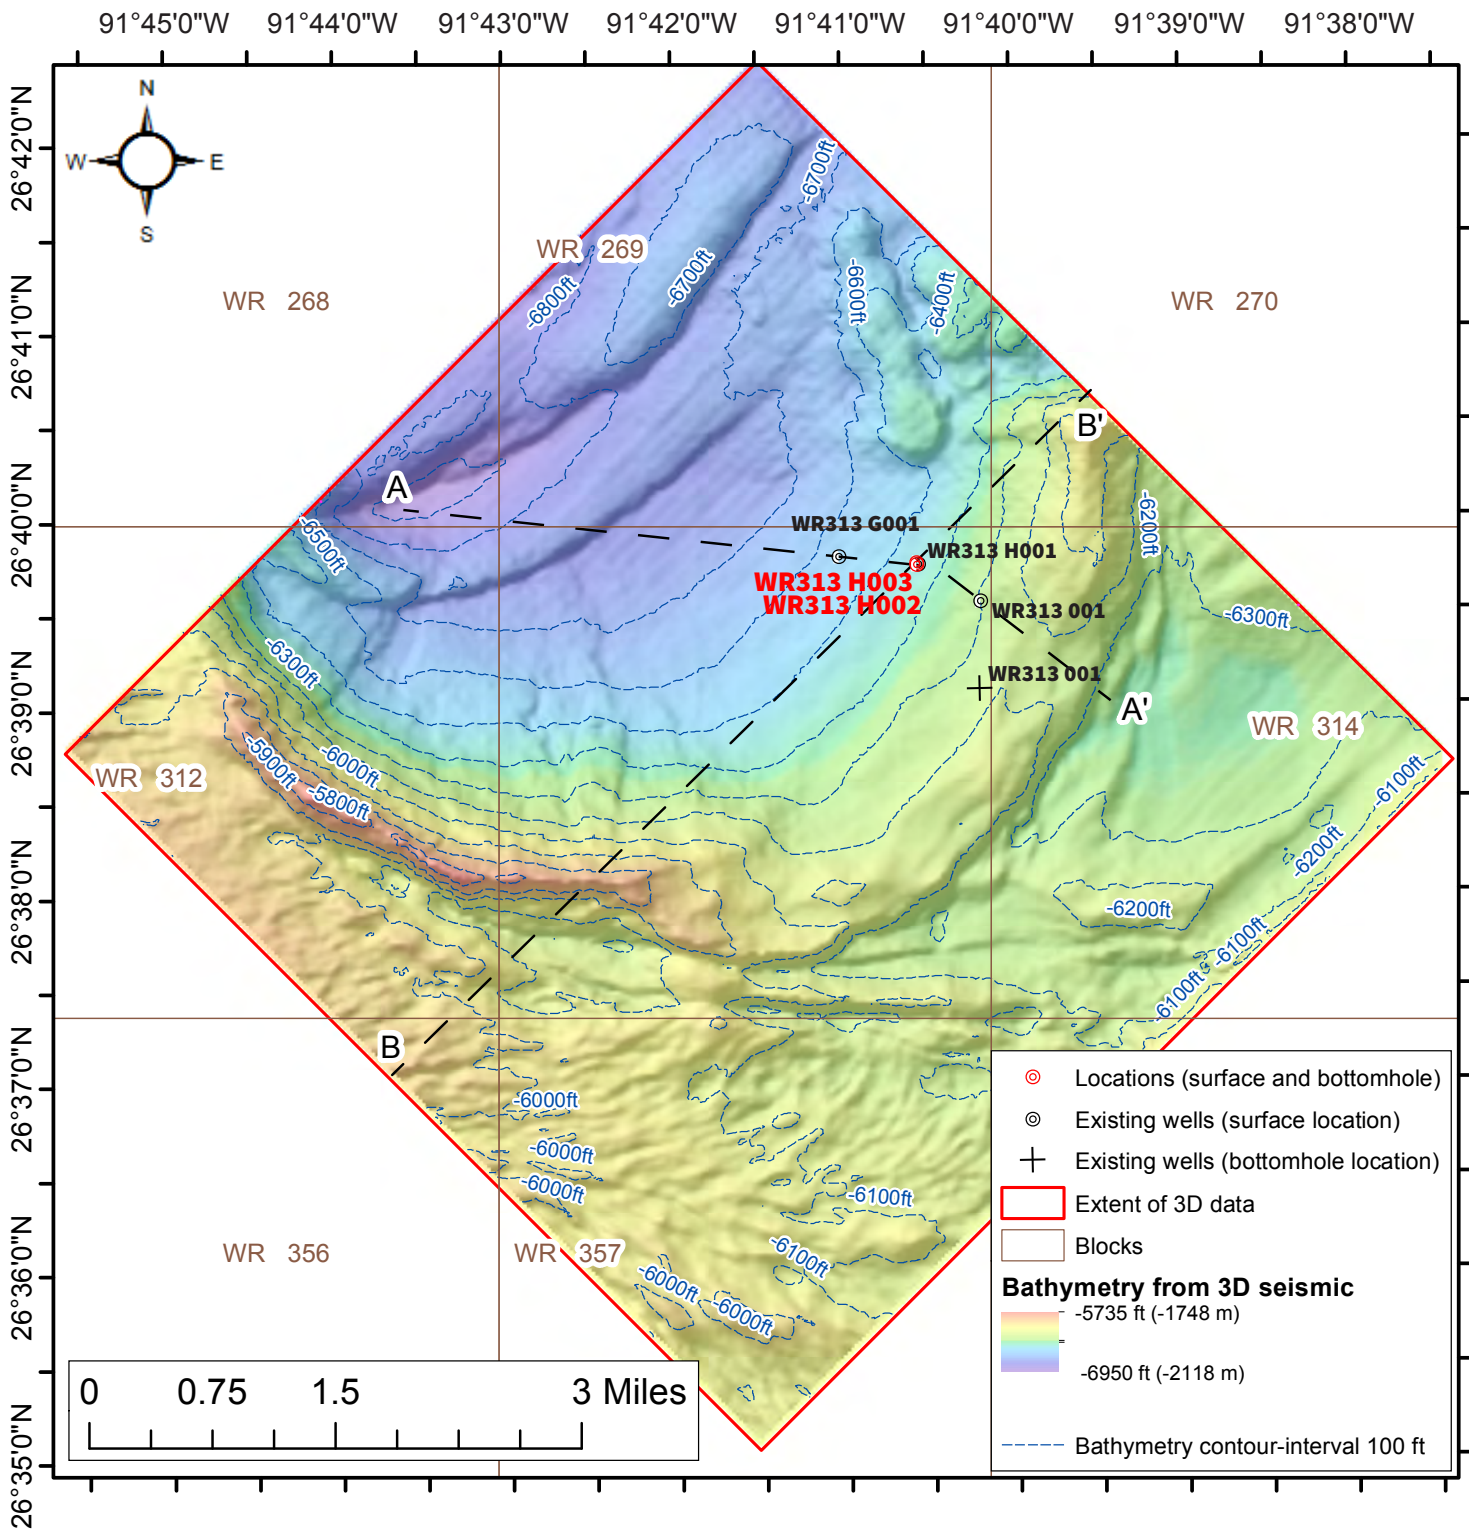 91°45'0"W 91°44'0"W 91°43'0"W 91°42'0"W 91°41'0"W 91°40'0"W 91°39'0"W 91°38'0"W
26°42'0"N
26°41'0"N
26°40'0"N
26°39'0"N
26°38'0"N
26°37'0"N
26°36'0"N
26°35'0"N
N
W E
S
-6700ft
WR 269
-6700ft
-6800ft
-6600ft
-6400ft
WR 268
WR 270
B'
A
-6500ft
-6200ft
WR313 G001
WR313 H001
WR313 H003
WR313 H002
WR313 001
-6300ft
-6300ft
WR313 001
A'
WR 314
-5900ft
-6000ft
WR 312
-5800ft
-6100ft
-6200ft
-6200ft
-6100ft
-6100ft
B
-6000ft
-6000ft
-6000ft
-6100ft
WR 356
WR 357
-6100ft
-6000ft
-6000ft
Locations (surface and bottomhole)
Existing wells (surface location)
Existing wells (bottomhole location)
Extent of 3D data
Blocks
Bathymetry from 3D seismic
-5735 ft (-1748 m)
-6950 ft (-2118 m)
Bathymetry contour-interval 100 ft
0 0.75 1.5 3 Miles